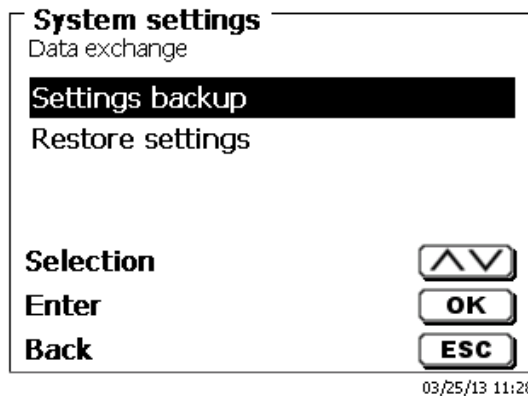 System settings
Data exchange
Settings backup
Restore settings
Selection
Enter OK
Back ESC
03/25/13 11:28